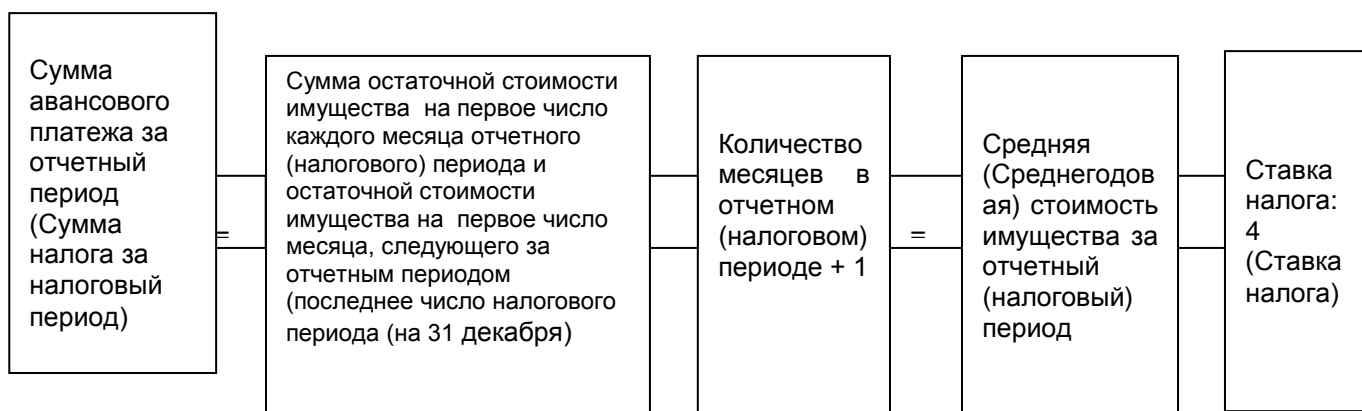 Сумма
авансового
платежа за
отчетный
период
(Сумма
налога за
налоговый
период)
=
Сумма остаточной стоимости
имущества на первое число
каждого месяца отчетного
(налогового) периода и
остаточной стоимости
имущества на первое число
месяца, следующего за
отчетным периодом
(последнее число налогового
периода (на 31 декабря)
Количество
месяцев в
отчетном
(налоговом)
периоде + 1
=
Средняя
(Среднегодов
ая) стоимость
имущества за
отчетный
(налоговый)
период
Ставка
налога:
4
(Ставка
налога)